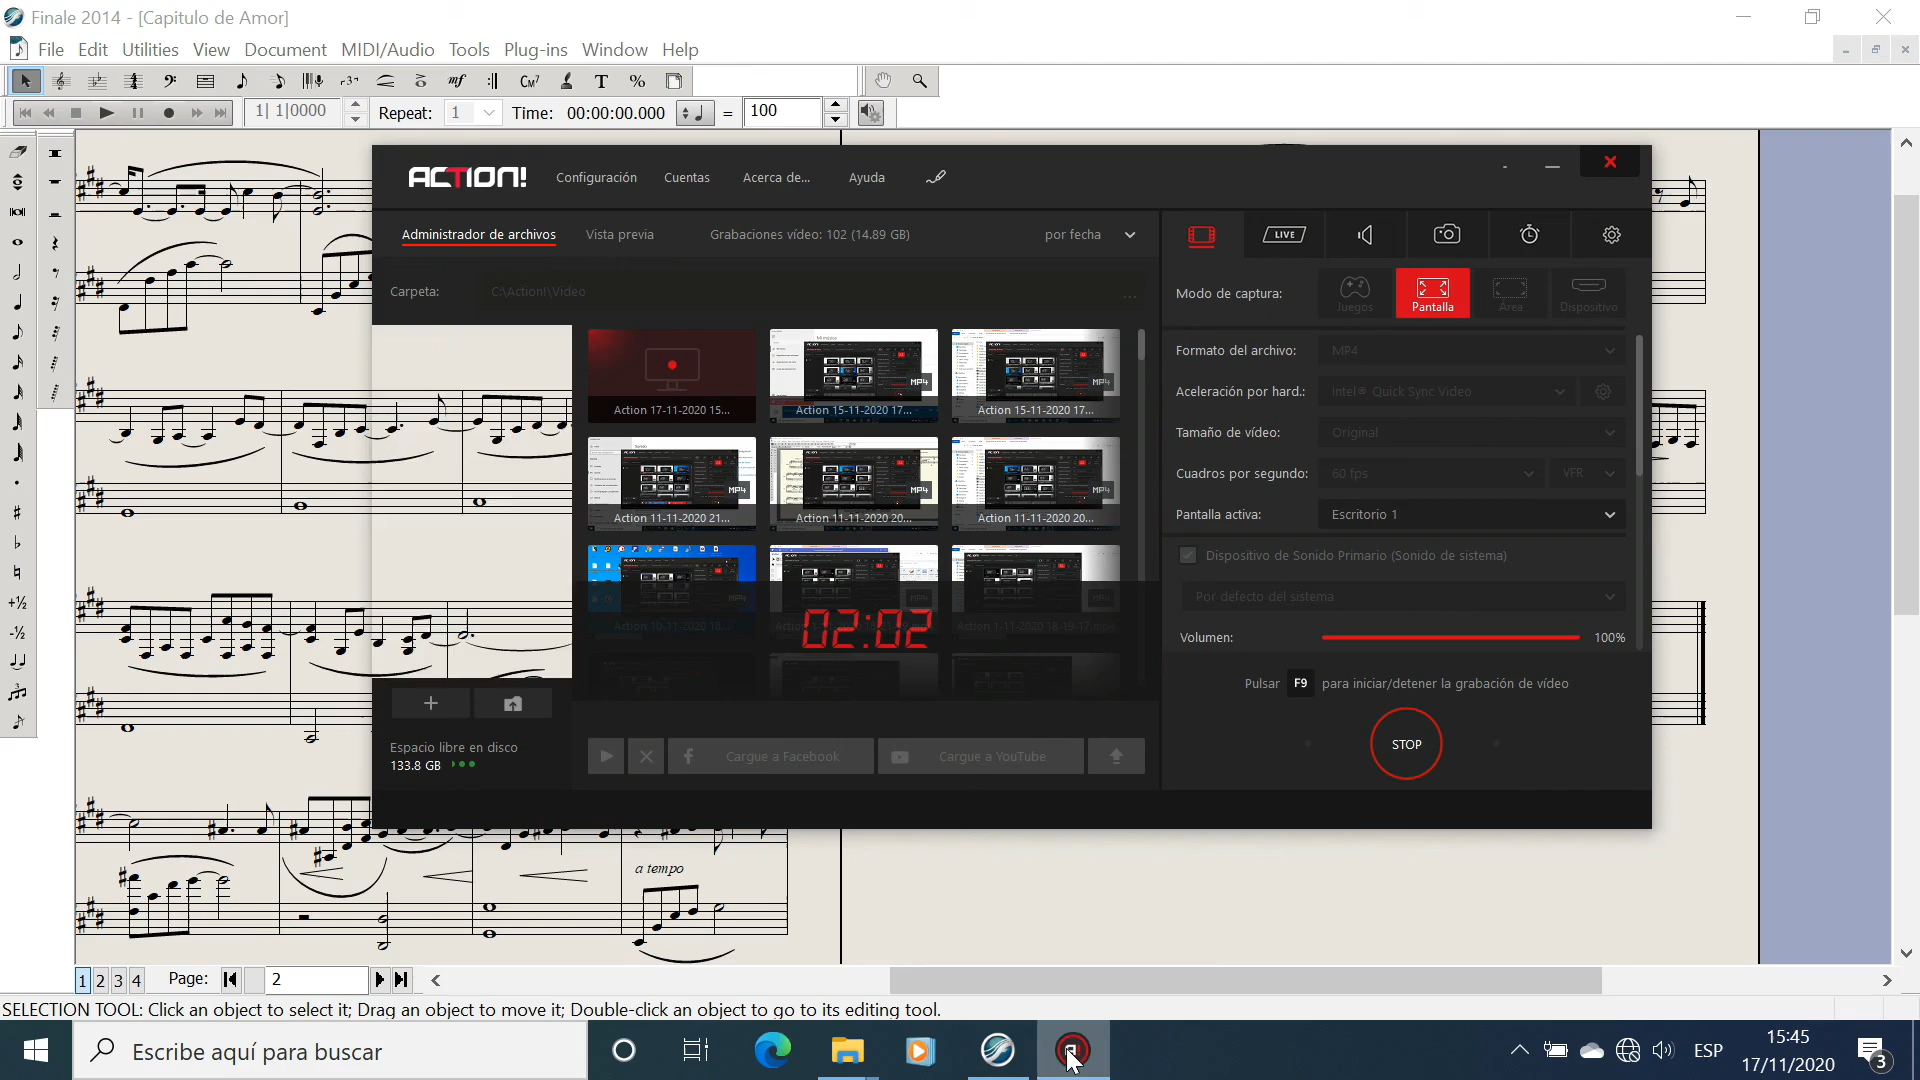 Finale 2014 - [Capitulo de Amor]
File Edit Utilities View Document MIDI/Audio Tools Plug-ins Window Help
1| 1|0000 Repeat: 1 Time: 00:00:00.000 = 100
ACTION! Configuración Cuentas Acerca de... Ayuda
Administrador de archivos Vista previa Grabaciones vídeo: 102 (14.89 GB) por fecha
LIVE
Carpeta: C:\Action!\Video ...
Modo de captura: Juegos Pantalla Área Dispositivo
Formato del archivo: MP4
Aceleración por hard.: Intel® Quick Sync Video
Tamaño de vídeo: Original
Cuadros por segundo: 60 fps VFR
Pantalla activa: Escritorio 1
Dispositivo de Sonido Primario (Sonido de sistema)
Por defecto del sistema
Volumen: 100%
Pulsar F9 para iniciar/detener la grabación de vídeo
STOP
Action 17-11-2020 15... Action 15-11-2020 17... Action 15-11-2020 17...
Action 11-11-2020 21... Action 11-11-2020 20... Action 11-11-2020 20...
02:02
Espacio libre en disco
133.8 GB
Cargue a Facebook Cargue a YouTube
a tempo
1 2 3 4 Page: 2
SELECTION TOOL: Click an object to select it; Drag an object to move it; Double-click an object to go to its editing tool.
Escribe aquí para buscar
ESP
15:45
17/11/2020
3